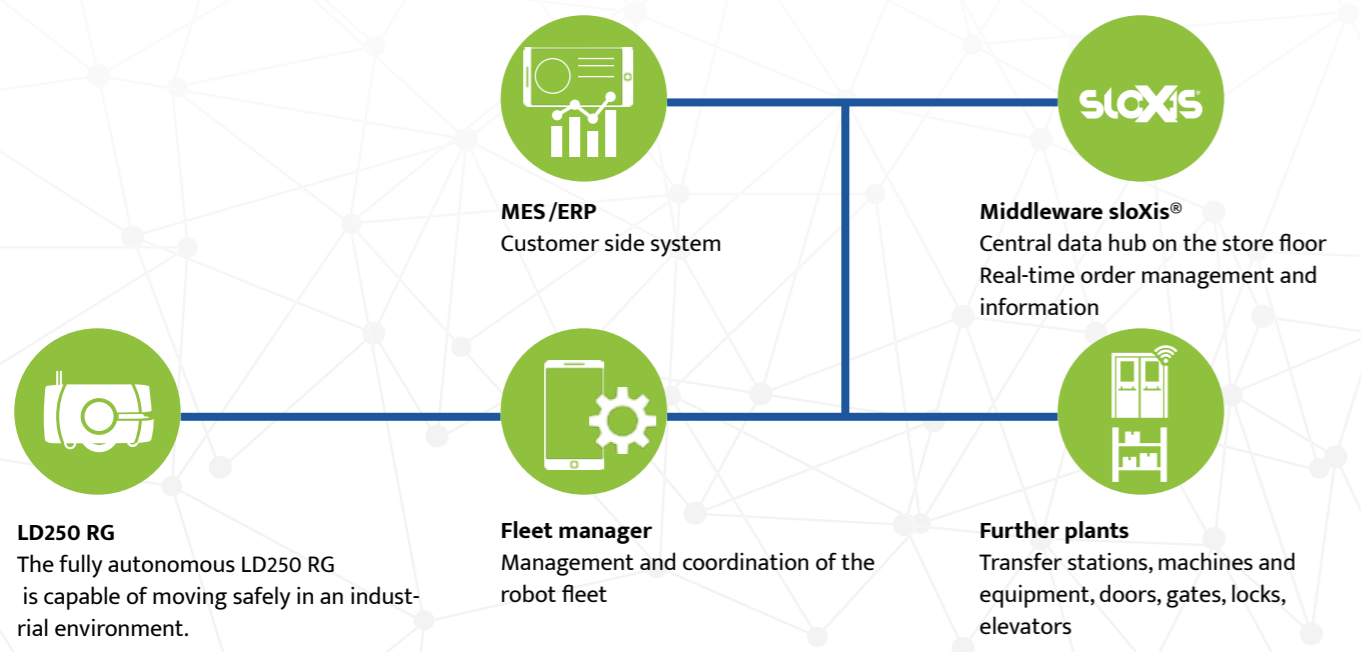 sloXis®
MES/ERP
Customer side system
Middleware sloXis®
Central data hub on the store floor
Real-time order management and
information
LD250 RG
The fully autonomous LD250 RG
is capable of moving safely in an indust-
rial environment.
Fleet manager
Management and coordination of the
robot fleet
Further plants
Transfer stations, machines and
equipment, doors, gates, locks,
elevators